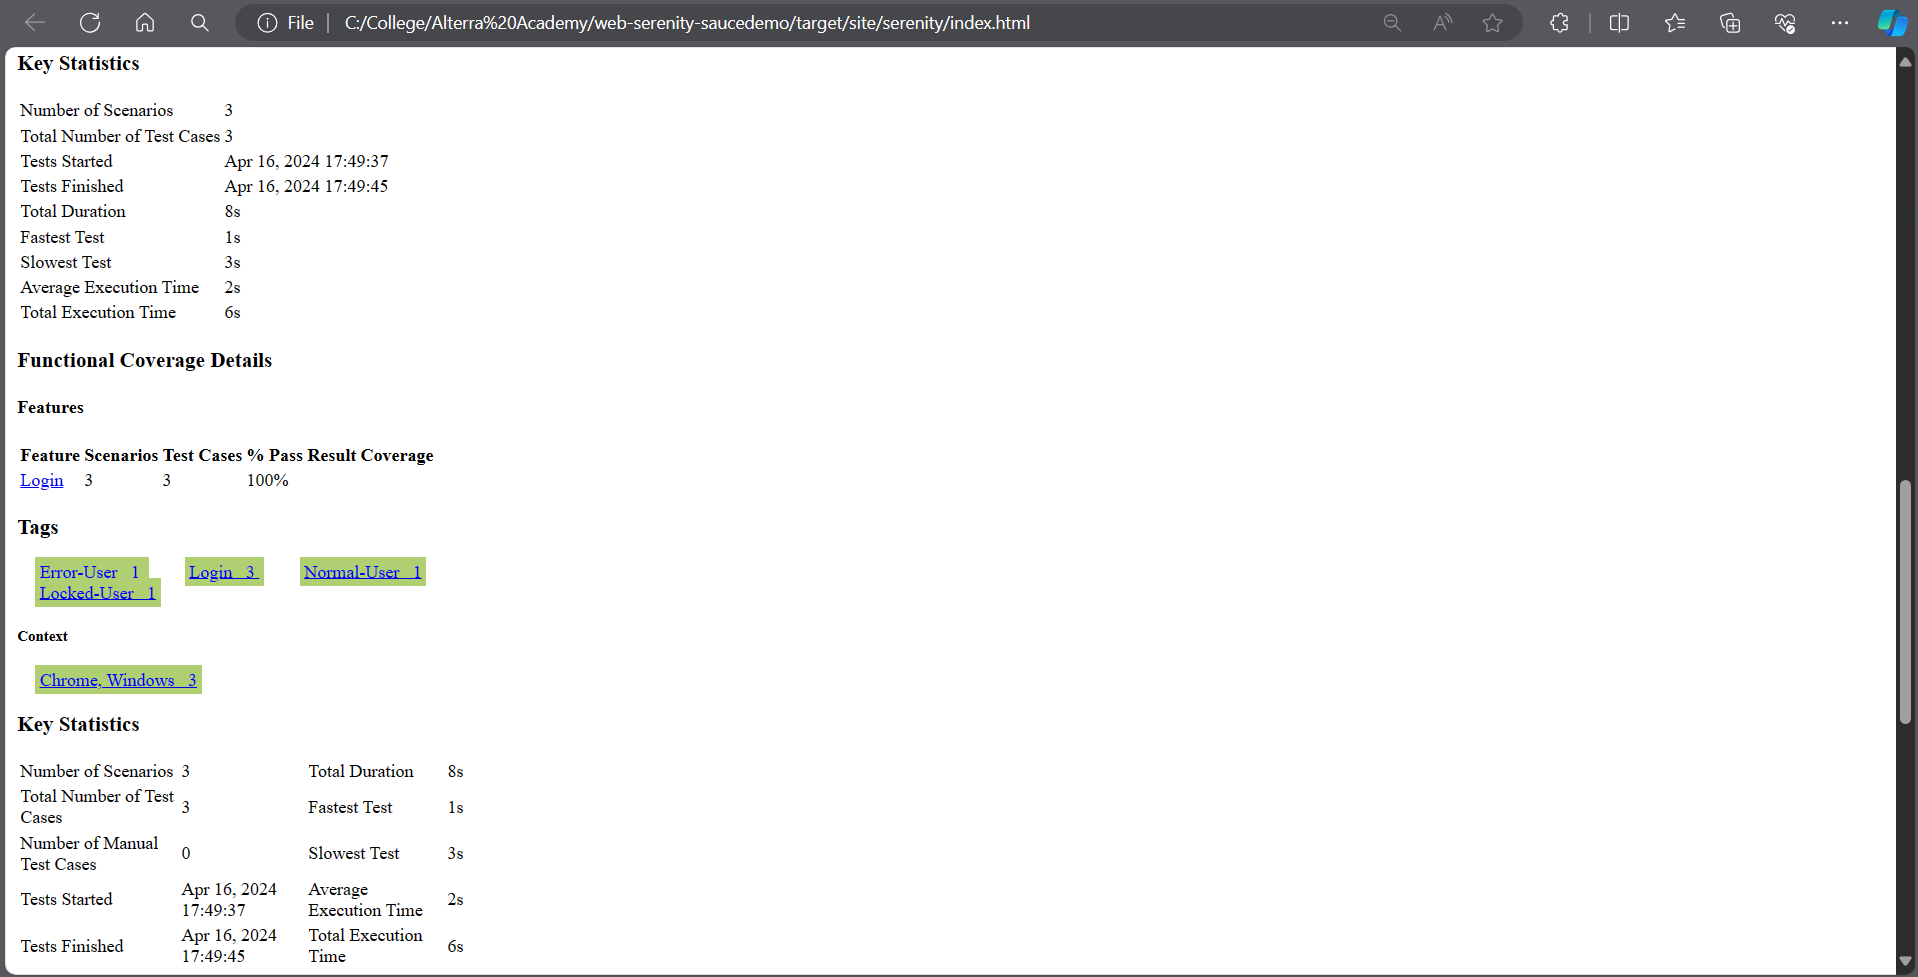 File
C:/College/Alterra%20Academy/web-serenity-saucedemo/target/site/serenity/index.html
Key Statistics
Number of Scenarios 3
Total Number of Test Cases 3
Tests Started Apr 16, 2024 17:49:37
Tests Finished Apr 16, 2024 17:49:45
Total Duration 8s
Fastest Test 1s
Slowest Test 3s
Average Execution Time 2s
Total Execution Time 6s
Functional Coverage Details
Features
Feature Scenarios Test Cases % Pass Result Coverage
Login 3 3 100%
Tags
Error-User 1 Login 3 Normal-User 1
Locked-User 1
Context
Chrome, Windows 3
Key Statistics
Number of Scenarios 3 Total Duration 8s
Total Number of Test
Cases 3 Fastest Test 1s
Number of Manual
Test Cases 0 Slowest Test 3s
Tests Started Apr 16, 2024
17:49:37 Average
Execution Time 2s
Tests Finished Apr 16, 2024
17:49:45 Total Execution
Time 6s